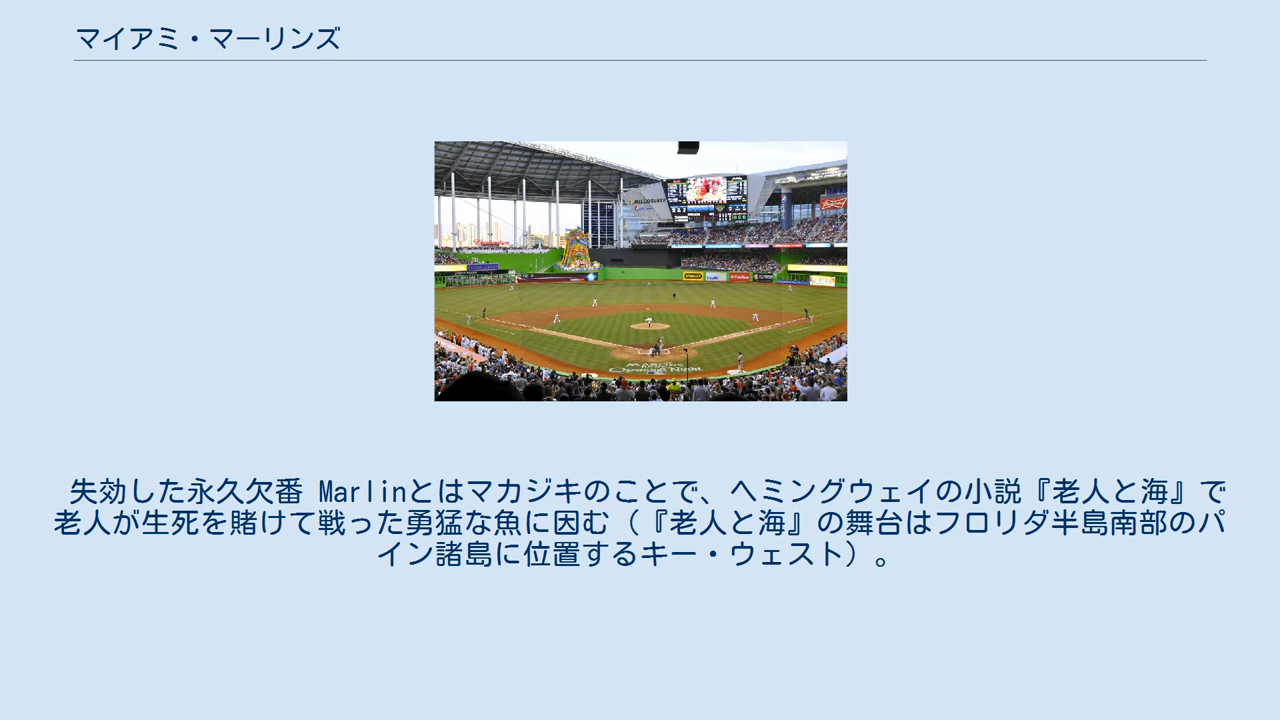 マイアミ・マーリンズ
失効した永久欠番 Marlinとはマカジキのことで、ヘミングウェイの小説『老人と海』で
老人が生死を賭けて戦った勇猛な魚に因む（『老人と海』の舞台はフロリダ半島南部のパ
イン諸島に位置するキー・ウェスト）。